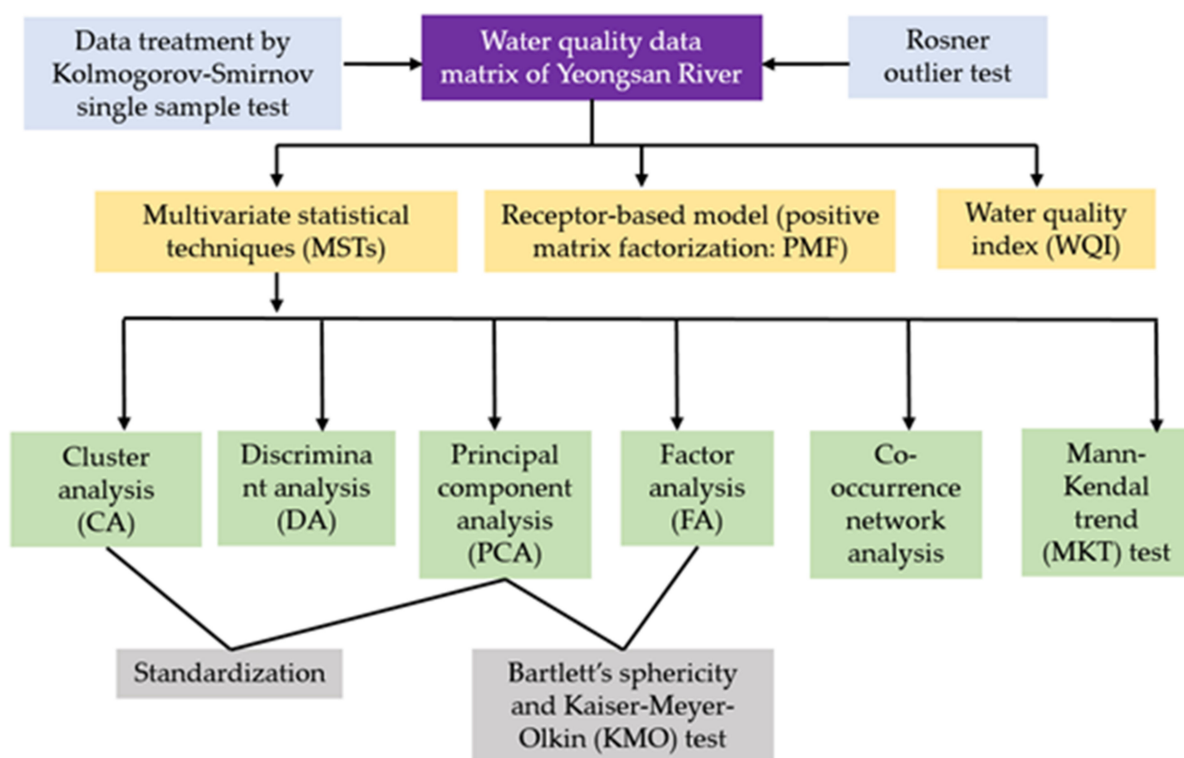 Data treatment by
Kolmogorov-Smirnov
single sample test
Water quality data
matrix of Yeongsan River
Rosner
outlier test
Multivariate statistical
techniques (MSTs)
Receptor-based model (positive
matrix factorization: PMF)
Water quality
index (WQI)
Cluster
analysis
(CA)
Discrimina
nt analysis
(DA)
Principal
component
analysis
(PCA)
Factor
analysis
(FA)
Co-
occurrence
network
analysis
Mann-
Kendal
trend
(MKT) test
Standardization
Bartlett's sphericity
and Kaiser-Meyer-
Olkin (KMO) test